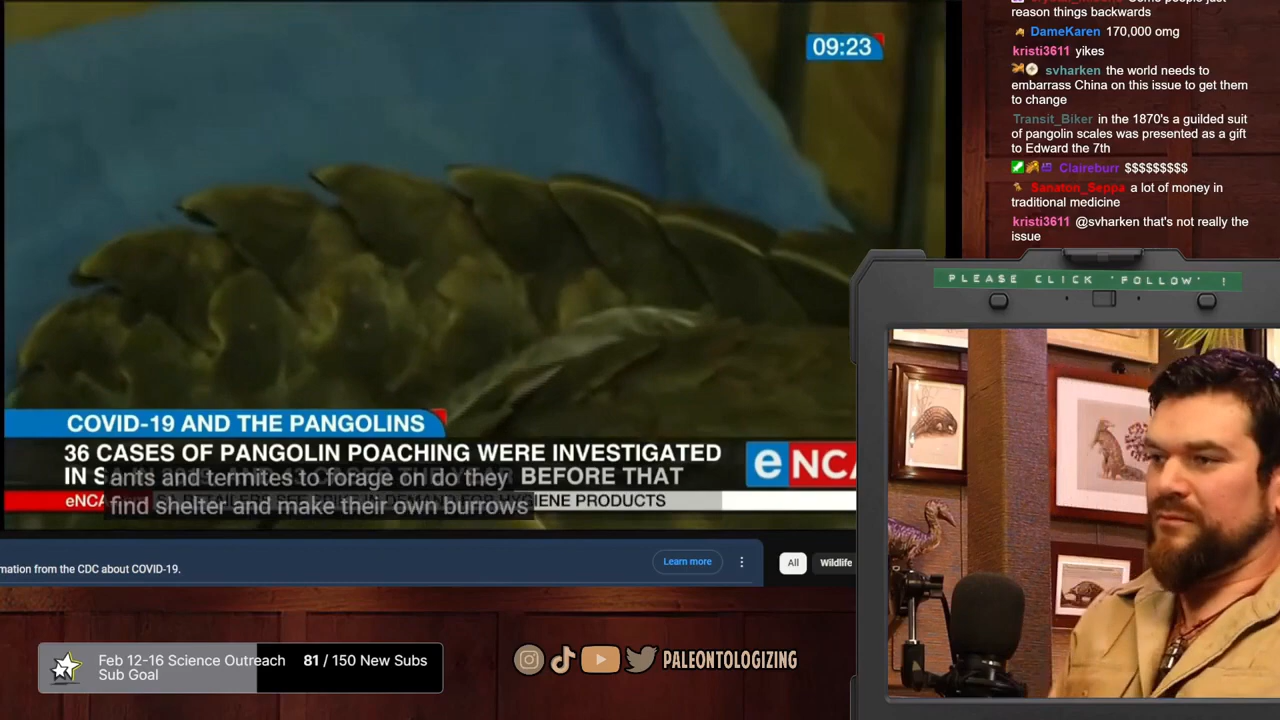 reason things backwards
DameKaren 170,000 omg
kristi3611 yikes
svharken the world needs to
embarrass China on this issue to get them
to change
Transit_Biker in the 1870's a guilded suit
of pangolin scales was presented as a gift
to Edward the 7th
Claireburr $$$$$$$$$
Sanaton_Seppa a lot of money in
traditional medicine
kristi3611 @svharken that's not really the
issue
09:23
PLEASE CLICK 'FOLLOW' !
COVID-19 AND THE PANGOLINS
36 CASES OF PANGOLIN POACHING WERE INVESTIGATED
IN S
BEFORE THAT
ants and termites to forage on do they
find shelter and make their own burrows
eNCA
IENE PRODUCTS
eNCA
mation from the CDC about COVID-19.
Learn more
All
Wildlife
Feb 12-16 Science Outreach
Sub Goal
81 / 150 New Subs
PALEONTOLOGIZING